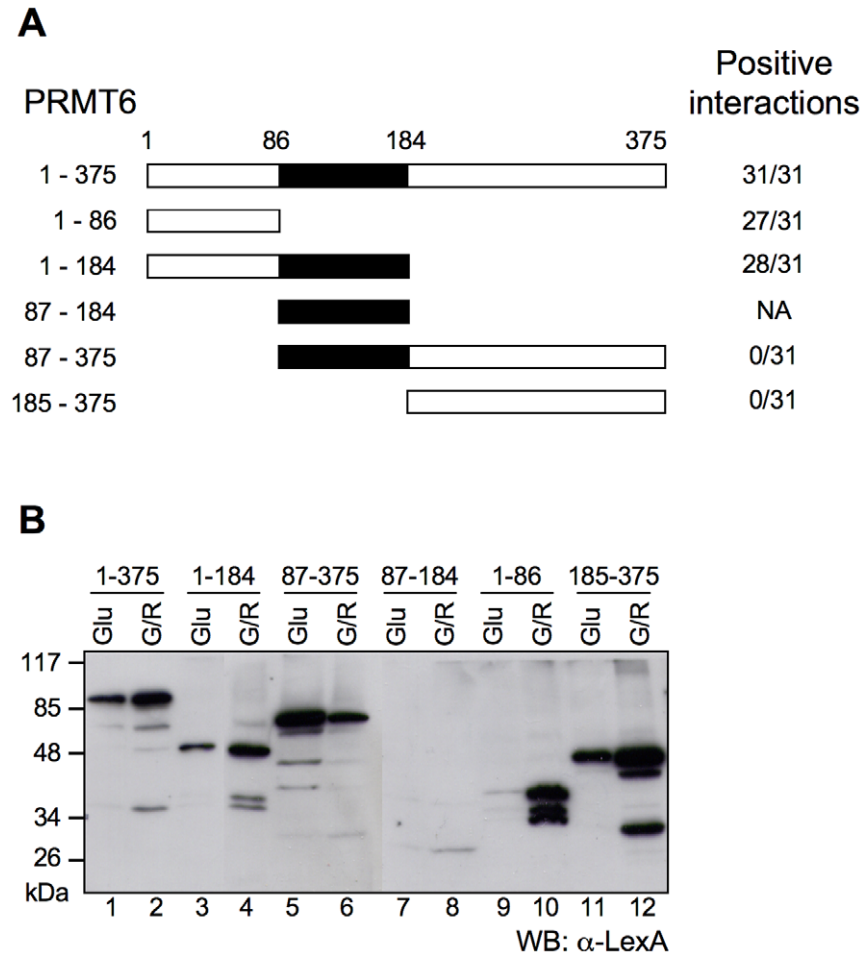 A
Positive
interactions
PRMT6
1 86 184 375
1 - 375 31/31
1 - 86 27/31
1 - 184 28/31
87 - 184 NA
87 - 375 0/31
185 - 375 0/31
B
1-375 1-184 87-375 87-184 1-86 185-375
Glu G/R Glu G/R Glu G/R Glu G/R Glu G/R Glu G/R
117
85
48
34
26
kDa
1 2 3 4 5 6 7 8 9 10 11 12
WB: α-LexA